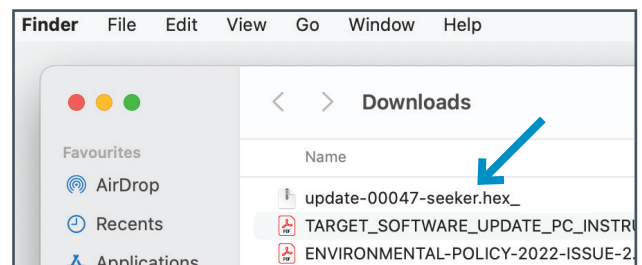 Finder File Edit View Go Window Help
Downloads
Favourites
Name
AirDrop
update-00047-seeker.hex_
Recents
TARGET_SOFTWARE_UPDATE_PC_INSTRU
Applications
ENVIRONMENTAL-POLICY-2022-ISSUE-2.